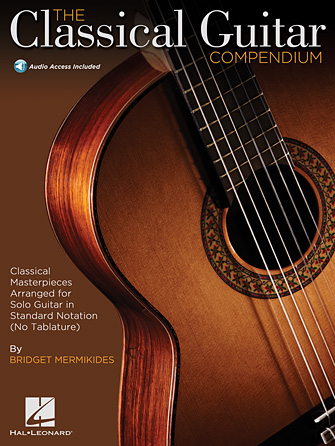 THE
Classical Guitar
COMPENDIUM
Audio Access Included
Classical
Masterpieces
Arranged for
Solo Guitar in
Standard Notation
(No Tablature)
By
BRIDGET MERMIKIDES
HAL•LEONARD®